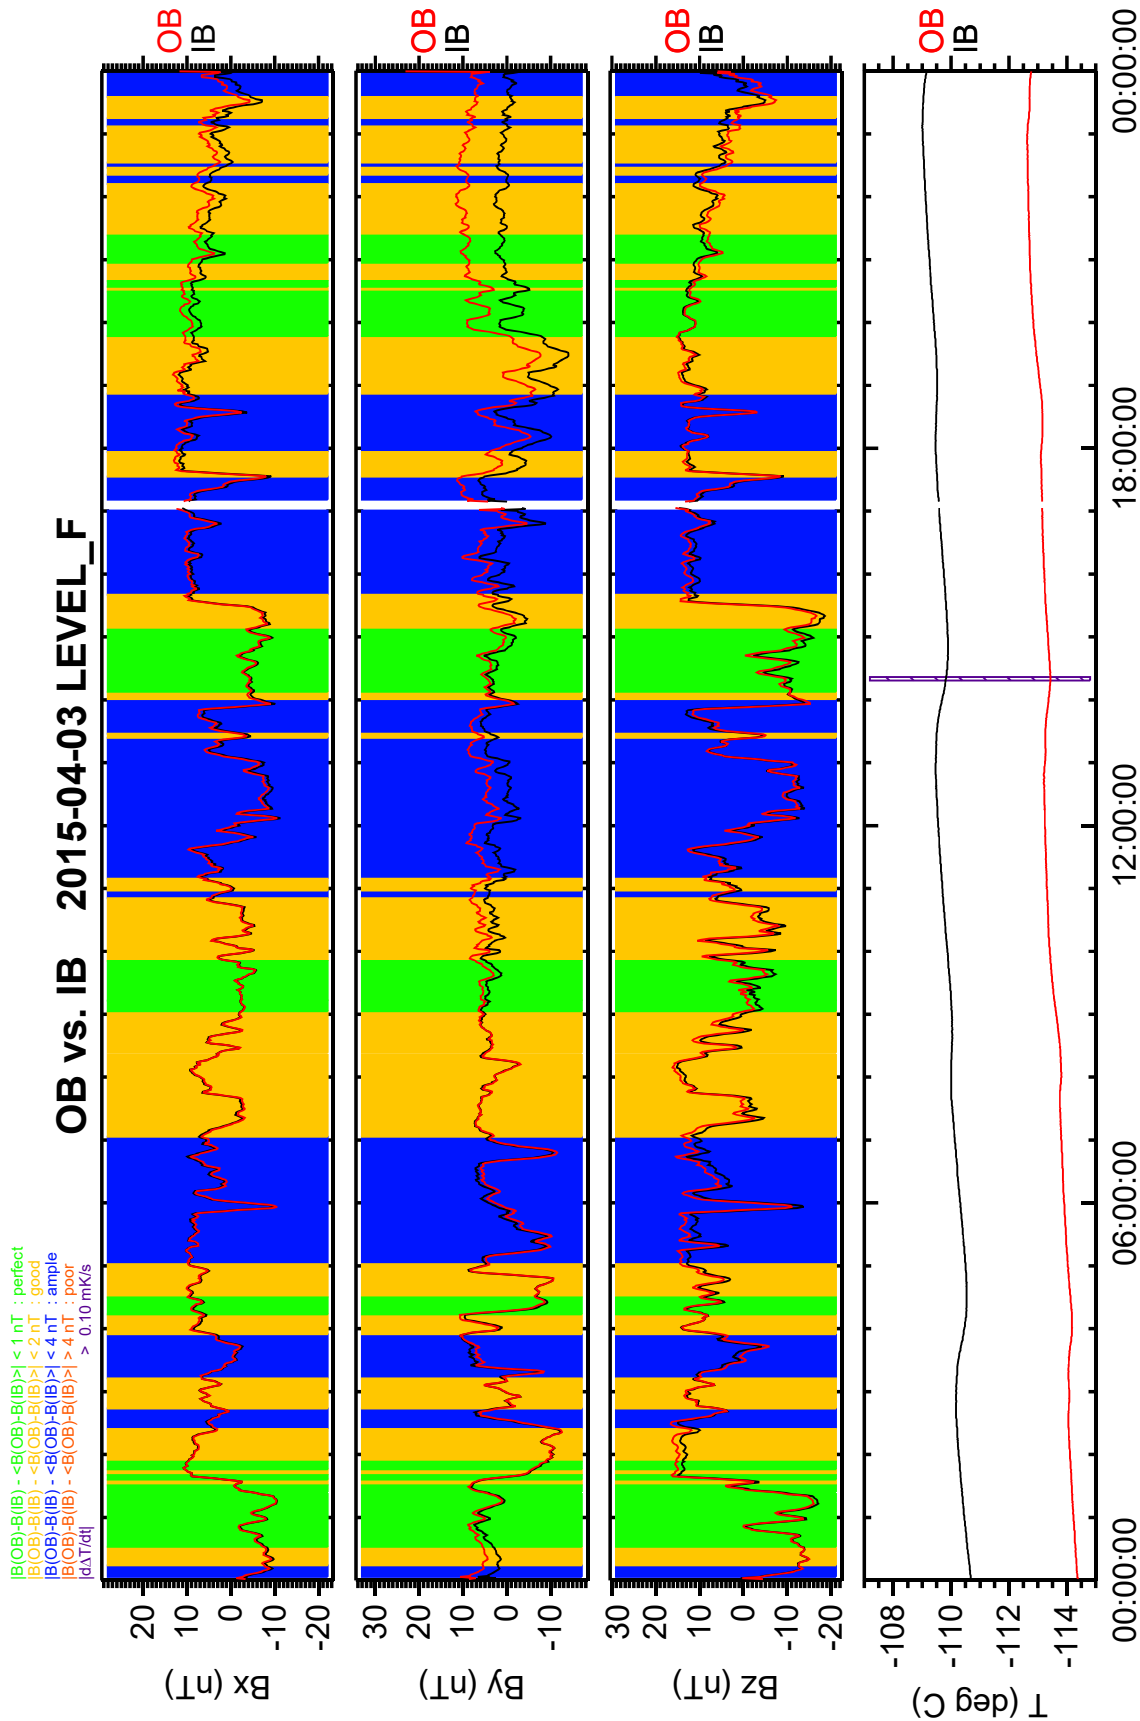 OB vs. IB 2015-04-03 LEVEL_F
|B(OB)-B(IB) - <B(OB)-B(IB)>| < 1 nT : perfect
|B(OB)-B(IB) - <B(OB)-B(IB)>| < 2 nT : good
|B(OB)-B(IB) - <B(OB)-B(IB)>| < 4 nT : ample
|B(OB)-B(IB) - <B(OB)-B(IB)>| > 4 nT : poor
|dΔT/dt| > 0.10 mK/s
Bx (nT)
20
10
0
-10
-20
OB
IB
By (nT)
30
20
10
0
-10
OB
IB
Bz (nT)
30
20
10
0
-10
-20
OB
IB
T (deg C)
-108
-110
-112
-114
OB
IB
00:00:00
06:00:00
12:00:00
18:00:00
00:00:00